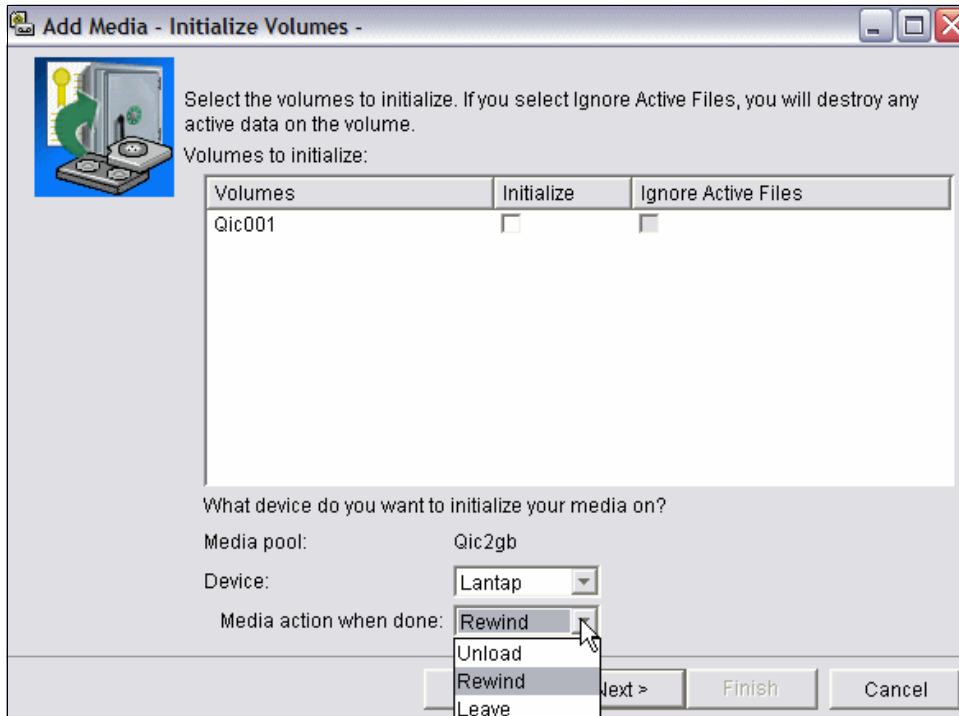 Add Media - Initialize Volumes -
Select the volumes to initialize. If you select Ignore Active Files, you will destroy any
active data on the volume.
Volumes to initialize:
Volumes Initialize Ignore Active Files
Qic001
What device do you want to initialize your media on?
Media pool: Qic2gb
Device: Lantap
Media action when done: Rewind
Unload
Rewind
Leave
Next > Finish Cancel